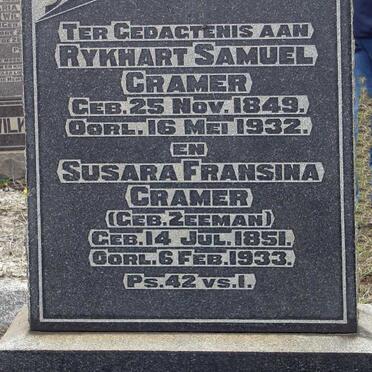 TER GEDACTENIS AAN
RYKHART SAMUEL
CRAMER
GEB. 25 NOV. 1849.
OORL. 16 MEI 1932.
EN
SUSARA FRANSINA
CRAMER
(GEB. ZEEMAN)
GEB. 14 JUL. 1851.
OORL. 6 FEB. 1933.
PS. 42 VS. 1.